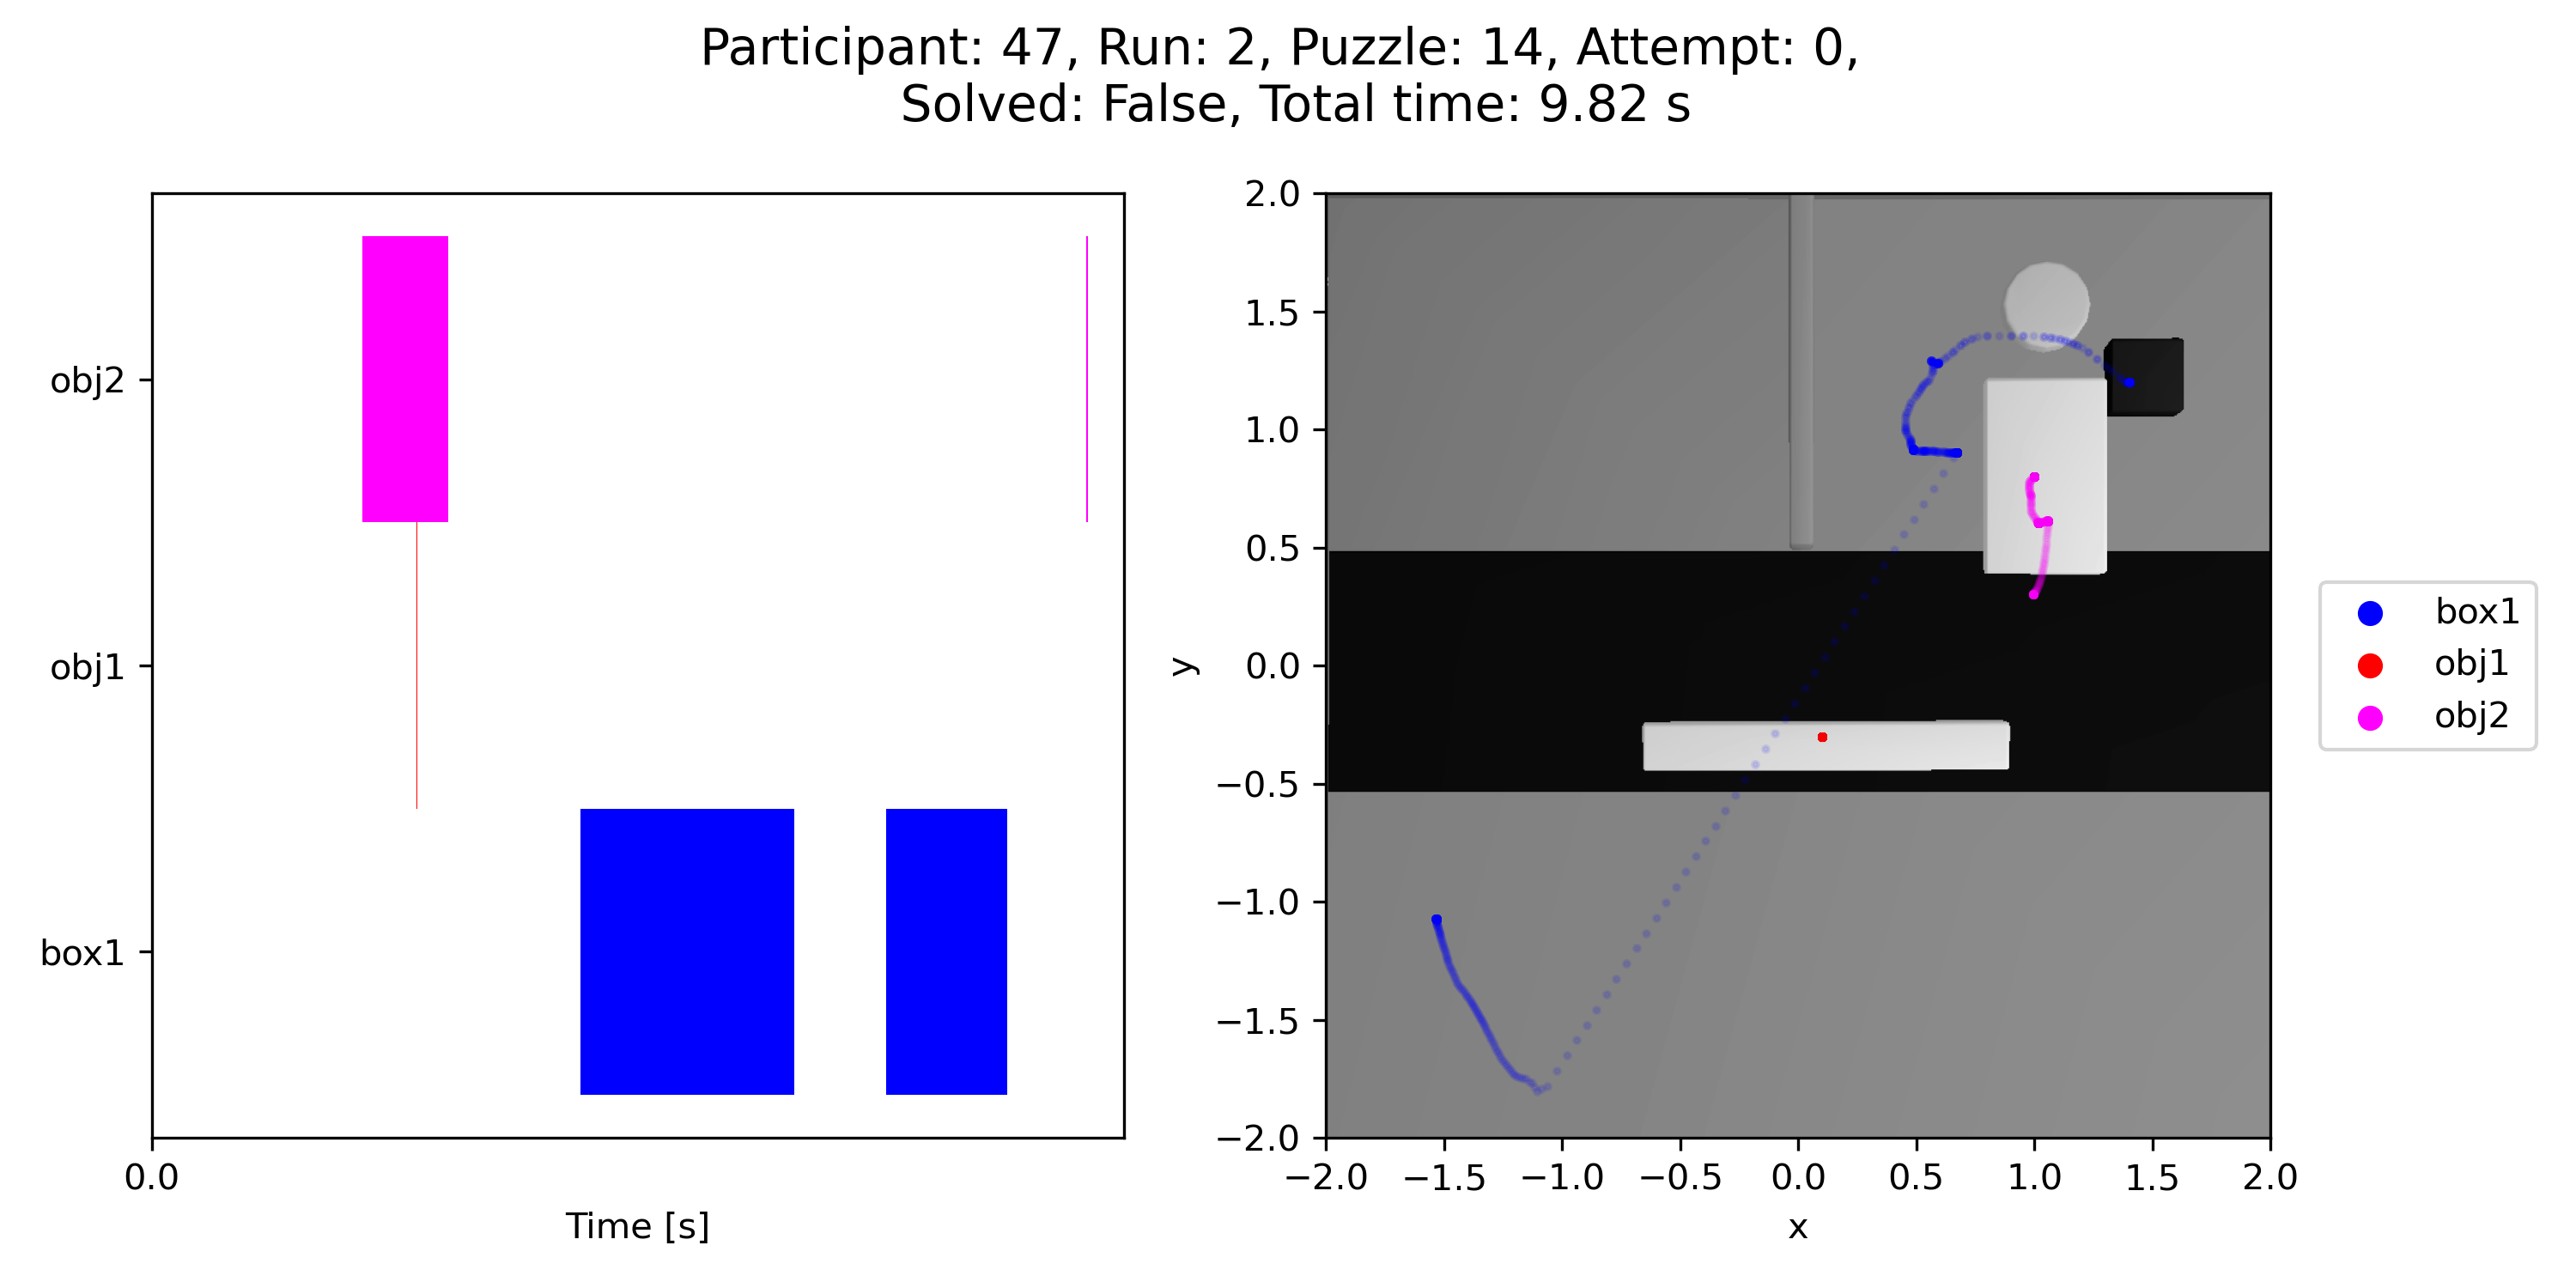 Participant: 47, Run: 2, Puzzle: 14, Attempt: 0,
Solved: False, Total time: 9.82 s
obj2
obj1
box1
0.0
Time [s]
2.0
1.5
1.0
0.5
0.0
−0.5
−1.0
−1.5
−2.0
y
−2.0 −1.5 −1.0 −0.5 0.0 0.5 1.0 1.5 2.0
x
box1
obj1
obj2